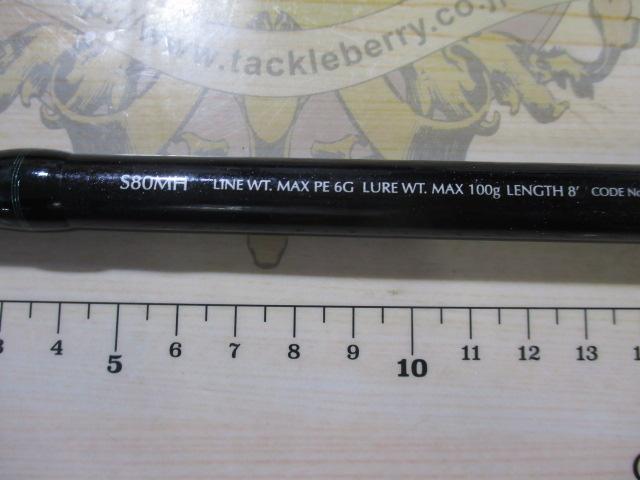 www.tackleberry.co.jp
S80MH LINE WT. MAX PE 6G LURE WT. MAX 100g LENGTH 8' CODE No
3 4 5 6 7 8 9 10 11 12 13